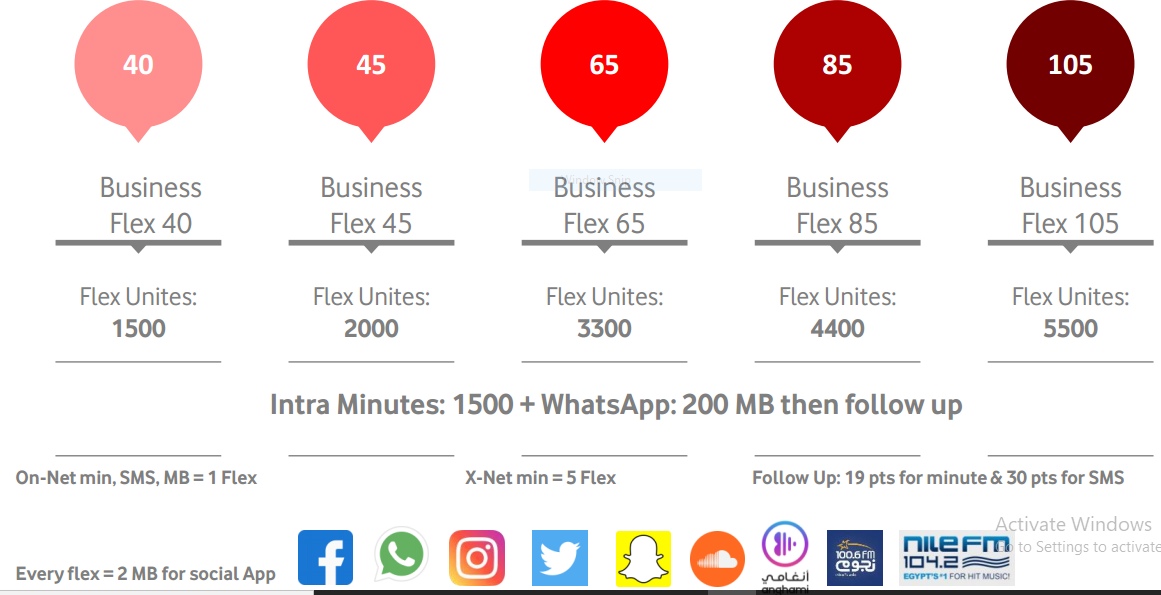 40
45
65
85
105
Business
Flex 40
Business
Flex 45
Window Snip
Business
Flex 65
Business
Flex 85
Business
Flex 105
Flex Unites:
1500
Flex Unites:
2000
Flex Unites:
3300
Flex Unites:
4400
Flex Unites:
5500
Intra Minutes: 1500 + WhatsApp: 200 MB then follow up
On-Net min, SMS, MB = 1 Flex
X-Net min = 5 Flex
Follow Up: 19 pts for minute & 30 pts for SMS
Activate Windows
Go to Settings to activate
Every flex = 2 MB for social App
أنغامي
anghami
100.6 FM
نجوم
nile FM
104.2
EGYPT'S #1 FOR HIT MUSIC!